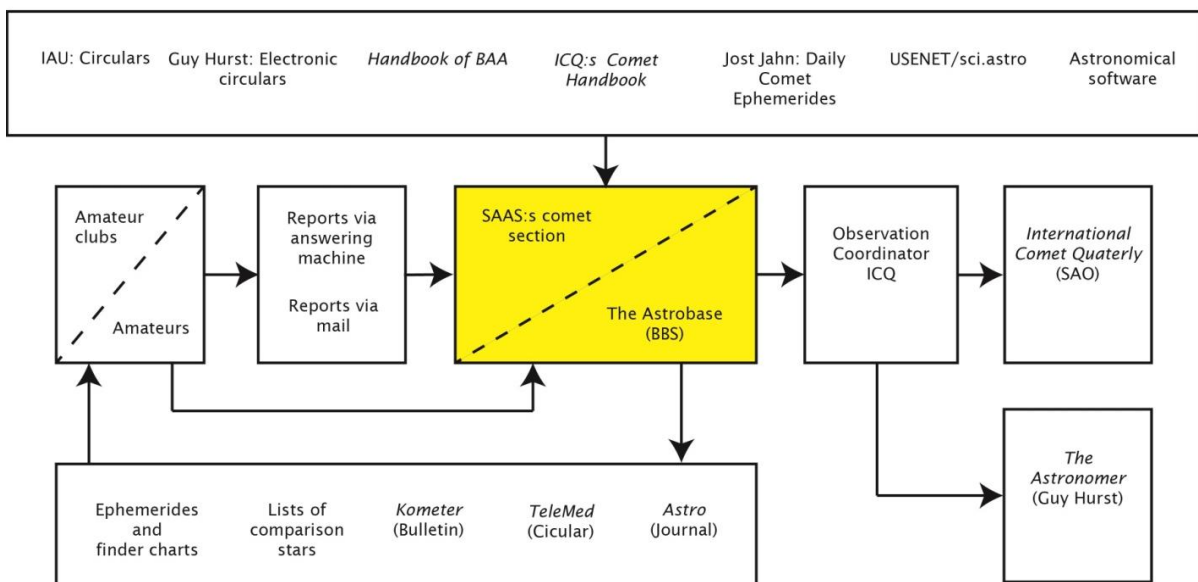 IAU: Circulars
Guy Hurst: Electronic
circulars
Handbook of BAA
ICQ:s Comet
Handbook
Jost Jahn: Daily
Comet
Ephemerides
USENET/sci.astro
Astronomical
software
Amateur
clubs
Amateurs
Reports via
answering
machine
Reports via
mail
SAAS:s comet
section
The Astrobase
(BBS)
Observation
Coordinator
ICQ
International
Comet Quaterly
(SAO)
The
Astronomer
(Guy Hurst)
Ephemerides
and
finder charts
Lists of
comparison
stars
Kometer
(Bulletin)
TeleMed
(Cicular)
Astro
(Journal)